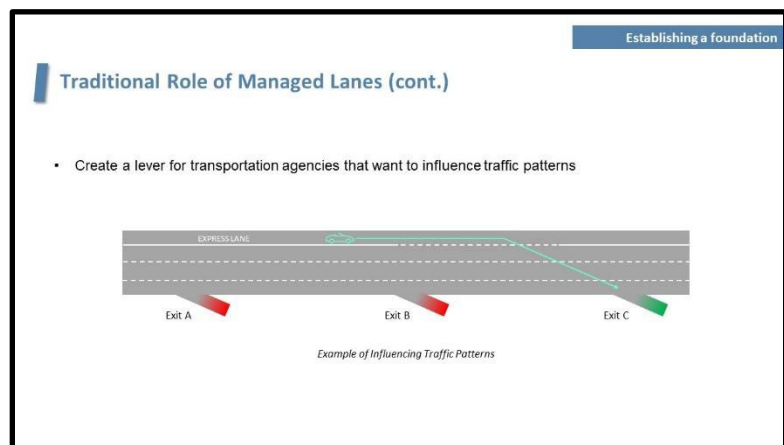 Establishing a foundation
Traditional Role of Managed Lanes (cont.)
▪ Create a lever for transportation agencies that want to influence traffic patterns
EXPRESS LANE
Exit A
Exit B
Exit C
Example of Influencing Traffic Patterns